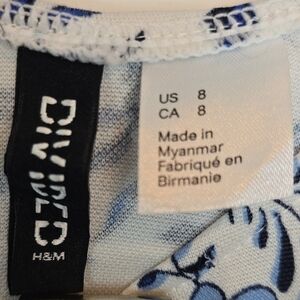 DIVIDED
H&M
US 8
CA 8
Made in
Myanmar
Fabriqué en
Birmanie